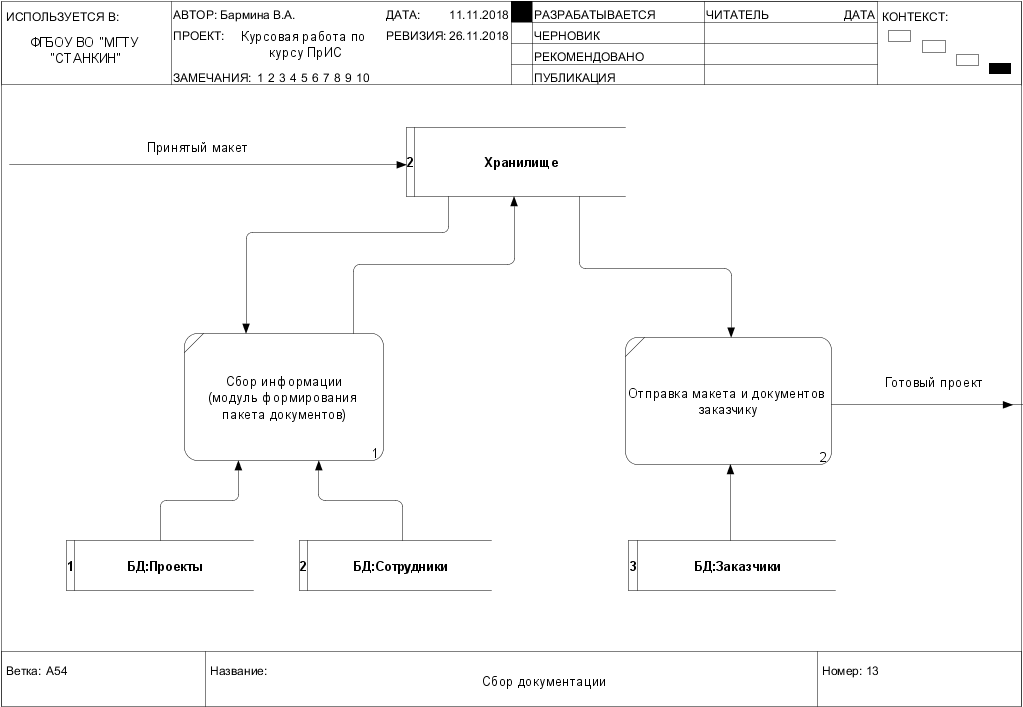 ИСПОЛЬЗУЕТСЯ В:
ФГБОУ ВО "МГТУ
"СТАНКИН"
АВТОР: Бармина В.А.
ДАТА: 11.11.2018
ПРОЕКТ: Курсовая работа по
курсу ПрИС
РЕВИЗИЯ: 26.11.2018
ЗАМЕЧАНИЯ: 1 2 3 4 5 6 7 8 9 10
РАЗРАБАТЫВАЕТСЯ
ЧЕРНОВИК
РЕКОМЕНДОВАНО
ПУБЛИКАЦИЯ
ЧИТАТЕЛЬ ДАТА
КОНТЕКСТ:
Принятый макет
2 Хранилище
Сбор информации
(модуль формирования
пакета документов)
1
Отправка макета и документов
заказчику
2
Готовый проект
1 БД:Проекты
2 БД:Сотрудники
3 БД:Заказчики
Ветка: A54
Название:
Сбор документации
Номер: 13